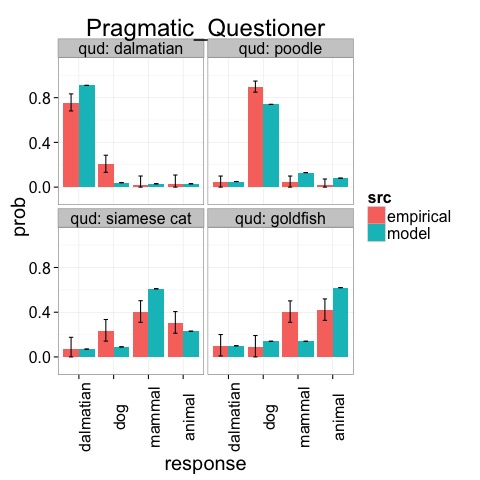 Pragmatic_Questioner
qud: dalmatian
qud: poodle
0.8
0.4
0.0
qud: siamese cat
qud: goldfish
0.8
0.4
0.0
prob
dalmatian
dog
mammal
animal
dalmatian
dog
mammal
animal
response
src
empirical
model